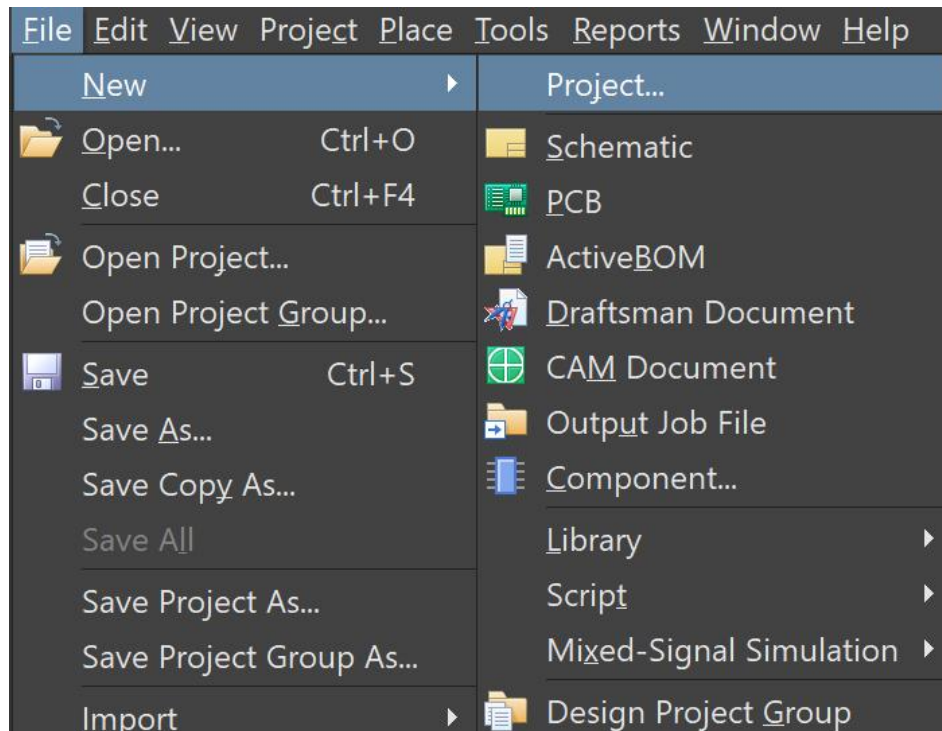 File Edit View Project Place Tools Reports Window Help
New
Open... Ctrl+O
Close Ctrl+F4
Open Project...
Open Project Group...
Save Ctrl+S
Save As...
Save Copy As...
Save All
Save Project As...
Save Project Group As...
Import
Project...
Schematic
PCB
ActiveBOM
Draftsman Document
CAM Document
Output Job File
Component...
Library
Script
Mixed-Signal Simulation
Design Project Group